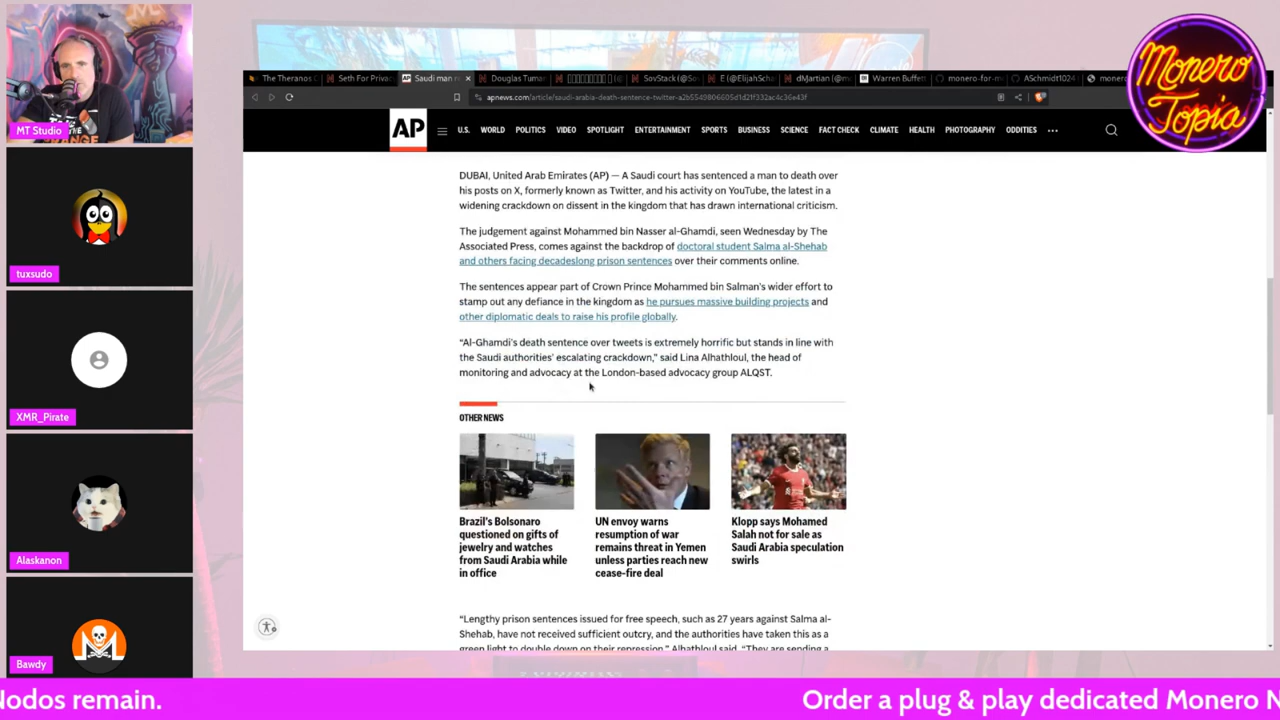 The Theranos
Seth For Priva
AP Saudi man
Douglas Tuma
SovStack (@So
E (@ElijahScha
dMartian (@m
DI Warren Buffett
monero-for-m
ASchmidt1024
monero
Monero
Topia
MT Studio
apnews.com/article/saudi-arabia-death-sentence-twitter-a2b5549806605d1d21f332ac4c36e43f
AP
U.S. WORLD POLITICS VIDEO SPOTLIGHT ENTERTAINMENT SPORTS BUSINESS SCIENCE FACT CHECK CLIMATE HEALTH PHOTOGRAPHY ODDITIES •••
DUBAI, United Arab Emirates (AP) — A Saudi court has sentenced a man to death over
his posts on X, formerly known as Twitter, and his activity on YouTube, the latest in a
widening crackdown on dissent in the kingdom that has drawn international criticism.
The judgement against Mohammed bin Nasser al-Ghamdi, seen Wednesday by The
Associated Press, comes against the backdrop of doctoral student Salma al-Shehab
and others facing decadeslong prison sentences over their comments online.
The sentences appear part of Crown Prince Mohammed bin Salman's wider effort to
stamp out any defiance in the kingdom as he pursues massive building projects and
other diplomatic deals to raise his profile globally.
“Al-Ghamdi's death sentence over tweets is extremely horrific but stands in line with
the Saudi authorities' escalating crackdown,” said Lina Alhathloul, the head of
monitoring and advocacy at the London-based advocacy group ALQST.
OTHER NEWS
Brazil's Bolsonaro
questioned on gifts of
jewelry and watches
from Saudi Arabia while
in office
UN envoy warns
resumption of war
remains threat in Yemen
unless parties reach new
cease-fire deal
Klopp says Mohamed
Salah not for sale as
Saudi Arabia speculation
swirls
“Lengthy prison sentences issued for free speech, such as 27 years against Salma al-
Shehab, have not received sufficient outcry, and the authorities have taken this as a
green light to double down on their repression,” Alhathloul said. “They are sending a
tuxsudo
XMR_Pirate
Alaskanon
Bawdy
Nodos remain.
Order a plug & play dedicated Monero N